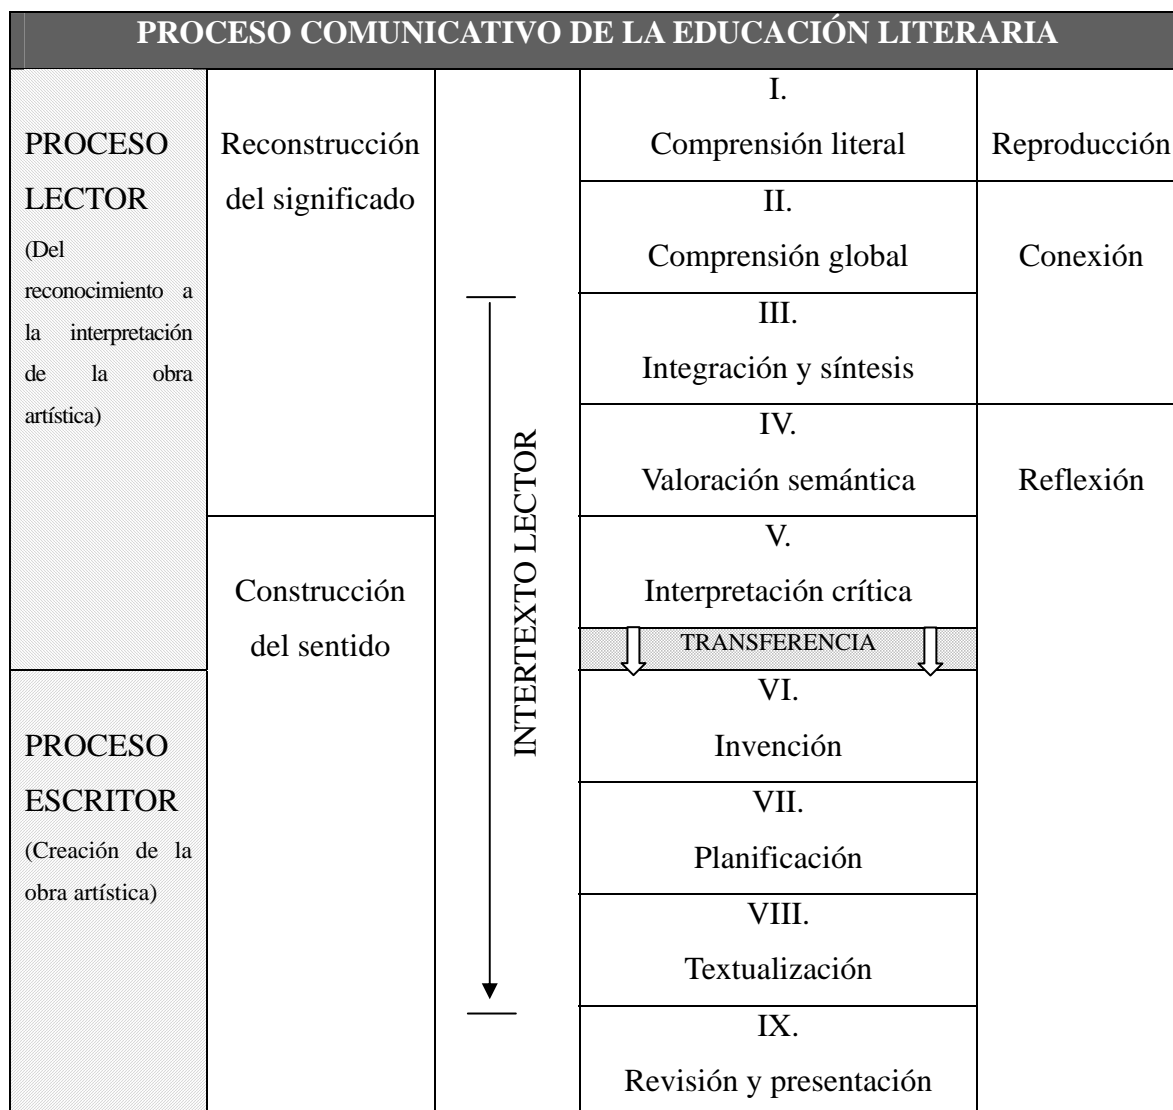 PROCESO COMUNICATIVO DE LA EDUCACIÓN LITERARIA
PROCESO
LECTOR
(Del
reconocimiento a
la interpretación
de la obra
artística)
Reconstrucción
del significado
INTERTEXTO LECTOR
I.
Comprensión literal
Reproducción
II.
Comprensión global
Conexión
III.
Integración y síntesis
IV.
Valoración semántica
Reflexión
Construcción
del sentido
V.
Interpretación crítica
TRANSFERENCIA
PROCESO
ESCRITOR
(Creación de la
obra artística)
VI.
Invención
VII.
Planificación
VIII.
Textualización
IX.
Revisión y presentación